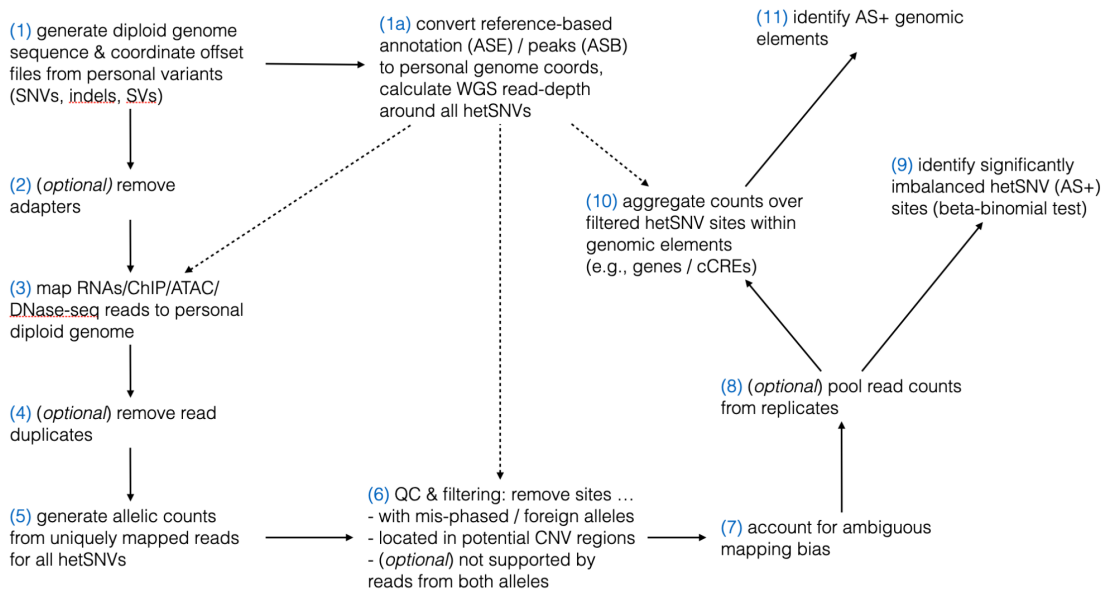 (1) generate diploid genome
sequence & coordinate offset
files from personal variants
(SNVs, indels, SVs)
(1a) convert reference-based
annotation (ASE) / peaks (ASB)
to personal genome coords,
calculate WGS read-depth
around all hetSNVs
(2) (optional) remove
adapters
(3) map RNAs/ChIP/ATAC/
DNase-seq reads to personal
diploid genome
(4) (optional) remove read
duplicates
(5) generate allelic counts
from uniquely mapped reads
for all hetSNVs
(6) QC & filtering: remove sites …
- with mis-phased / foreign alleles
- located in potential CNV regions
- (optional) not supported by
reads from both alleles
(7) account for ambiguous
mapping bias
(8) (optional) pool read counts
from replicates
(9) identify significantly
imbalanced hetSNV (AS+)
sites (beta-binomial test)
(10) aggregate counts over
filtered hetSNV sites within
genomic elements
(e.g., genes / cCREs)
(11) identify AS+ genomic
elements